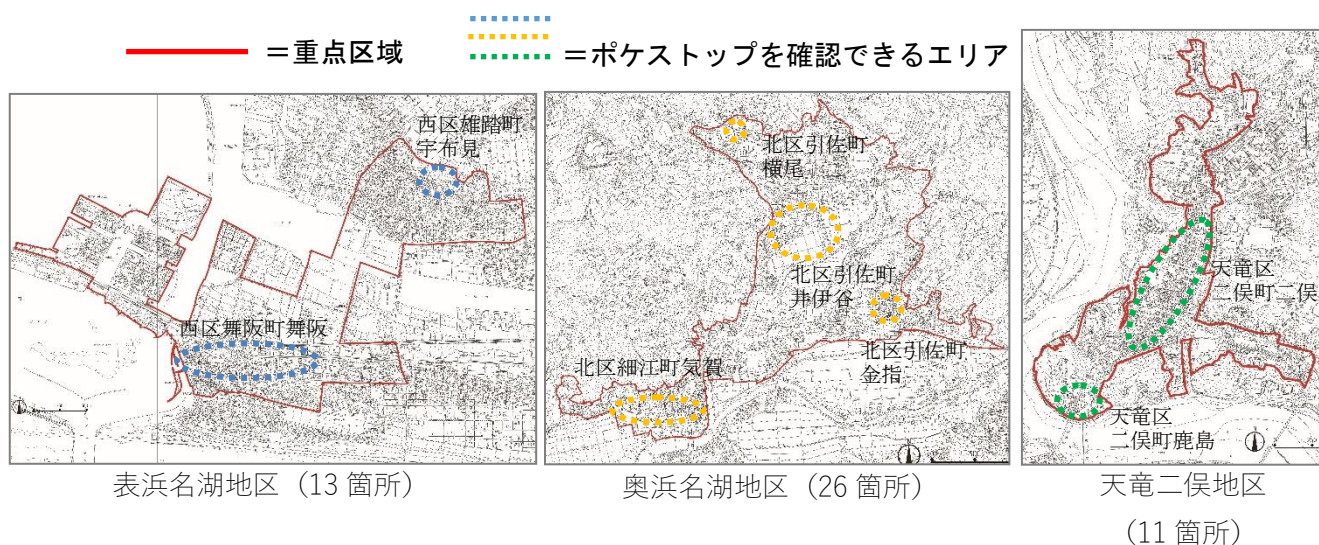 ＝重点区域
＝ポケストップを確認できるエリア
西区雄踏町
宇布見
西区舞阪町舞阪
北区引佐町
横尾
北区引佐町
井伊谷
北区引佐町
金指
北区細江町気賀
天竜区
二俣町二俣
天竜区
二俣町鹿島
表浜名湖地区（13 箇所）
奥浜名湖地区（26 箇所）
天竜二俣地区
（11 箇所）